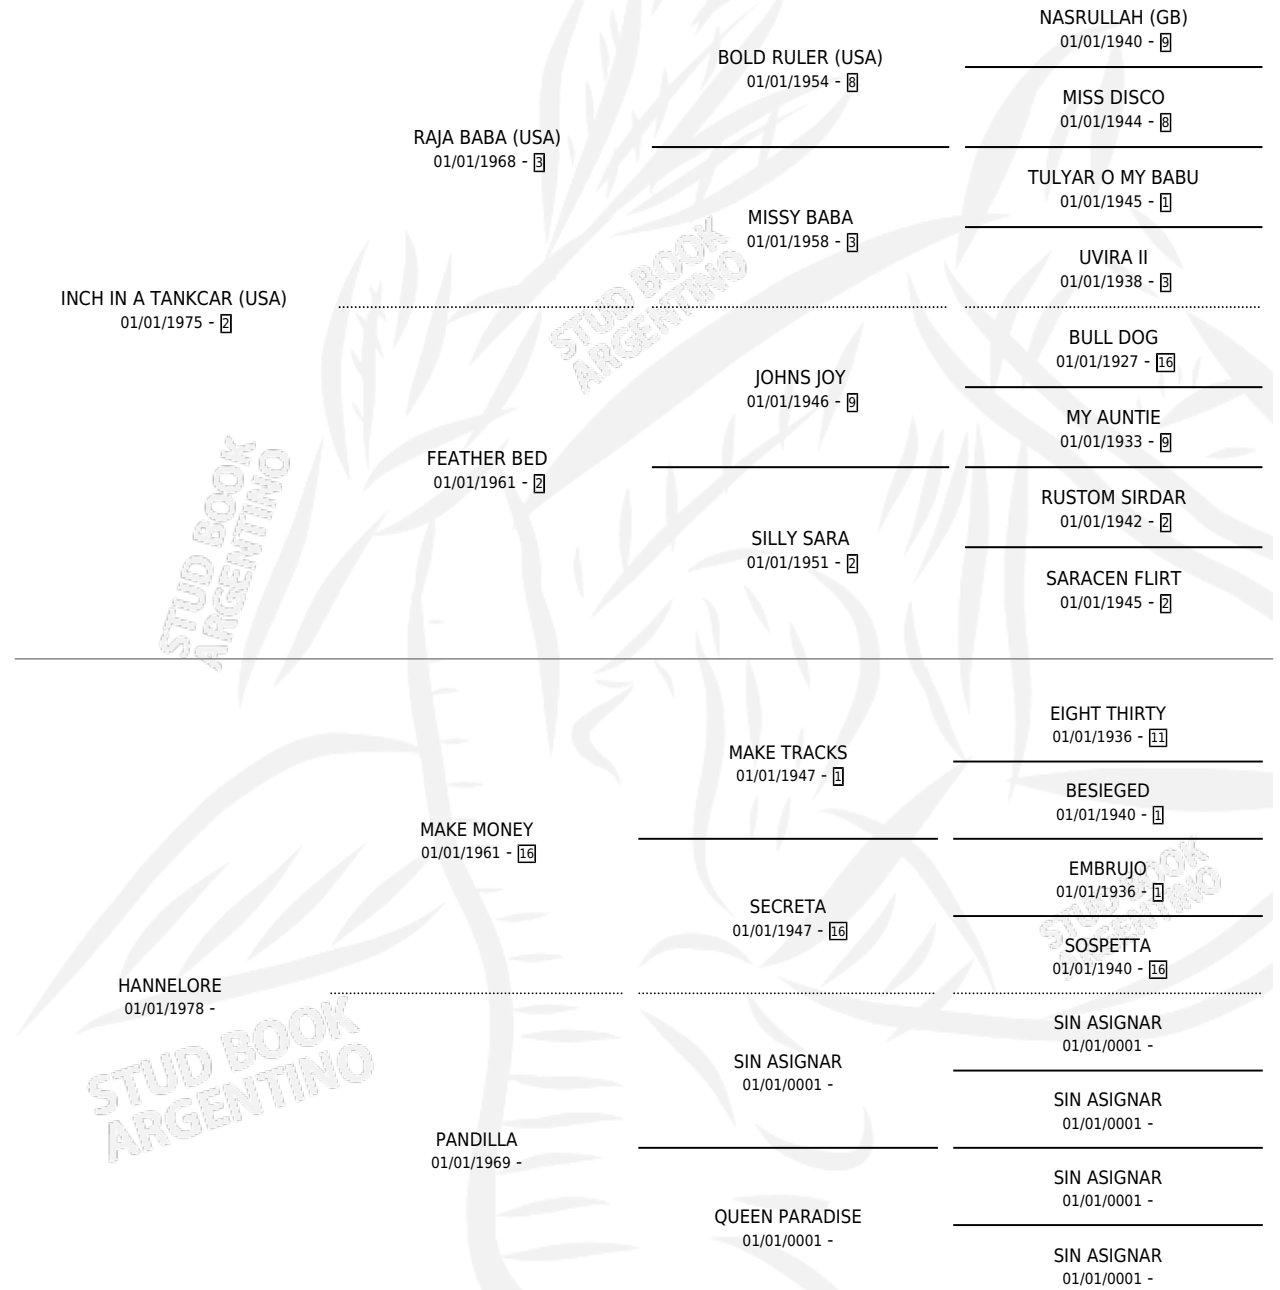 NASRULLAH (GB)
01/01/1940 - 9
BOLD RULER (USA)
01/01/1954 - 8
MISS DISCO
01/01/1944 - 8
RAJA BABA (USA)
01/01/1968 - 3
TULYAR O MY BABU
01/01/1945 - 1
MISSY BABA
01/01/1958 - 3
UVIRA II
01/01/1938 - 3
INCH IN A TANKCAR (USA)
01/01/1975 - 2
BULL DOG
01/01/1927 - 16
JOHNS JOY
01/01/1946 - 9
MY AUNTIE
01/01/1933 - 9
FEATHER BED
01/01/1961 - 2
RUSTOM SIRDAR
01/01/1942 - 2
SILLY SARA
01/01/1951 - 2
SARACEN FLIRT
01/01/1945 - 2
EIGHT THIRTY
01/01/1936 - 11
MAKE TRACKS
01/01/1947 - 1
BESIEGED
01/01/1940 - 1
MAKE MONEY
01/01/1961 - 16
EMBRUJO
01/01/1936 - 1
SECRETA
01/01/1947 - 16
SOSPETTA
01/01/1940 - 16
HANNELORE
01/01/1978 -
SIN ASIGNAR
01/01/0001 -
SIN ASIGNAR
01/01/0001 -
SIN ASIGNAR
01/01/0001 -
PANDILLA
01/01/1969 -
SIN ASIGNAR
01/01/0001 -
QUEEN PARADISE
01/01/0001 -
SIN ASIGNAR
01/01/0001 -
STUD BOOK
ARGENTINO
STUD BOOK
ARGENTINO
STUD BOOK
ARGENTINO
STUD BOOK
ARGENTINO